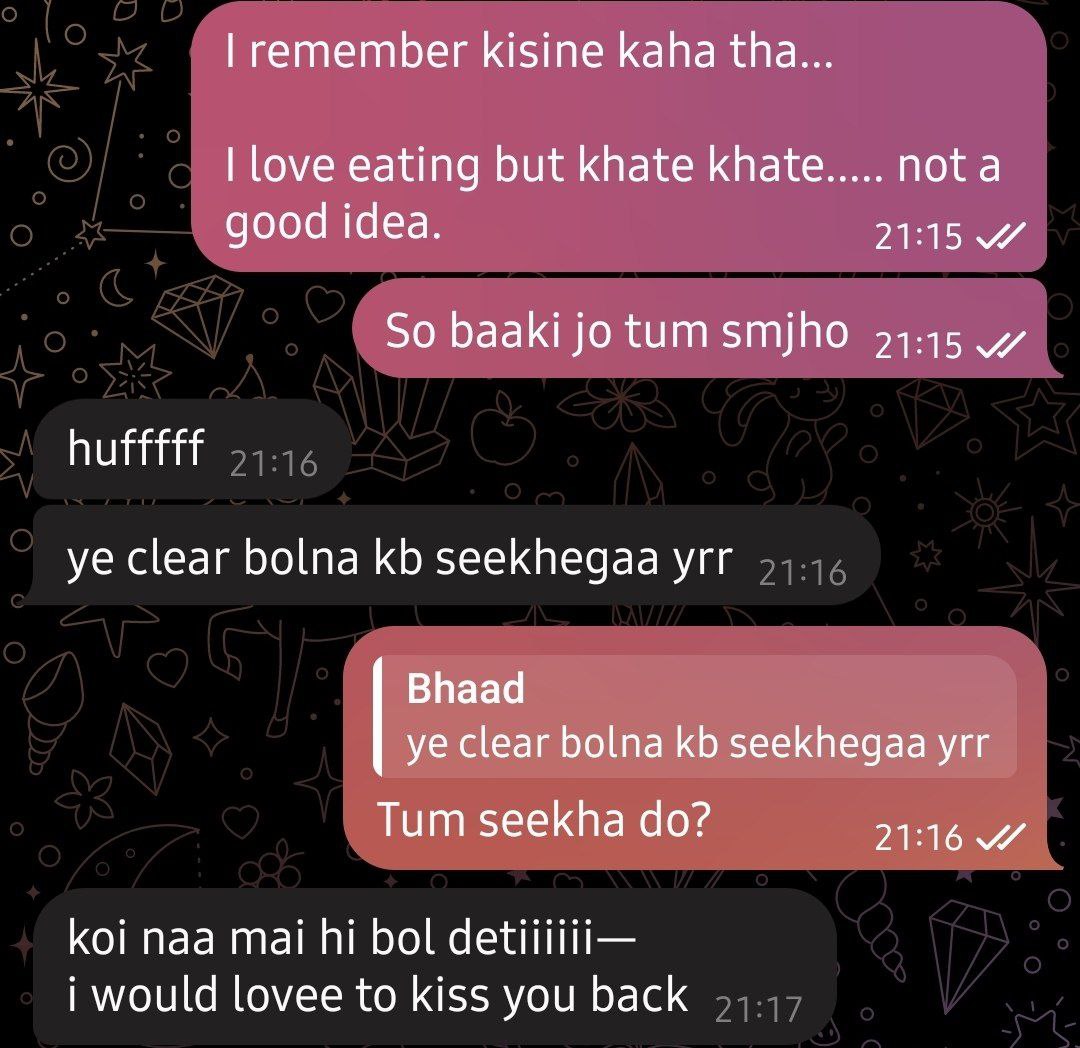 I remember kisine kaha tha...
I love eating but khate khate..... not a
good idea.
21:15
So baaki jo tum smjho 21:15
hufffff 21:16
ye clear bolna kb seekhegaa yrr 21:16
Bhaad
ye clear bolna kb seekhegaa yrr
Tum seekha do?
21:16
koi naa mai hi bol detiiiiii—
i would lovee to kiss you back 21:17